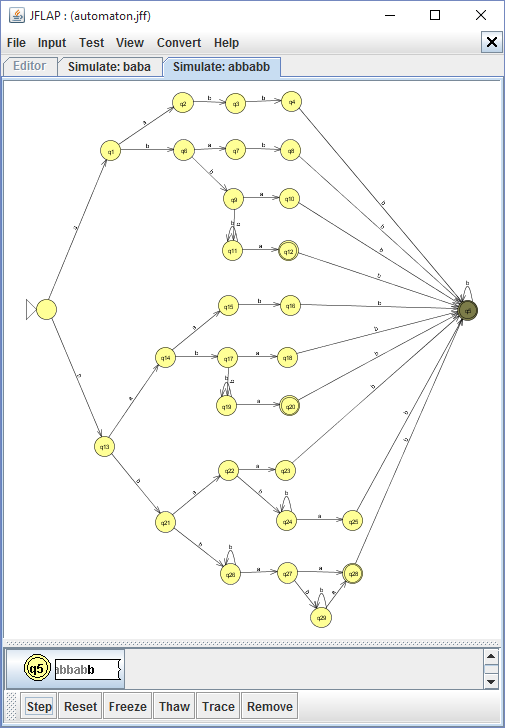 JFLAP : (automaton.jff)
File Input Test View Convert Help
Editor Simulate: baba Simulate: abbabb
q2 b q3 b q4
a
q1 b q6 a q7 b q8
b
q9 a q10
q11 a q12
q15 b q16 b
a
q14 b q17 a q18
q19 a q20
q13
q22 a q23
q21
b
q24 a q25
q26 a q27 a q28
q29
q5
q5 abbabb
Step Reset Freeze Thaw Trace Remove